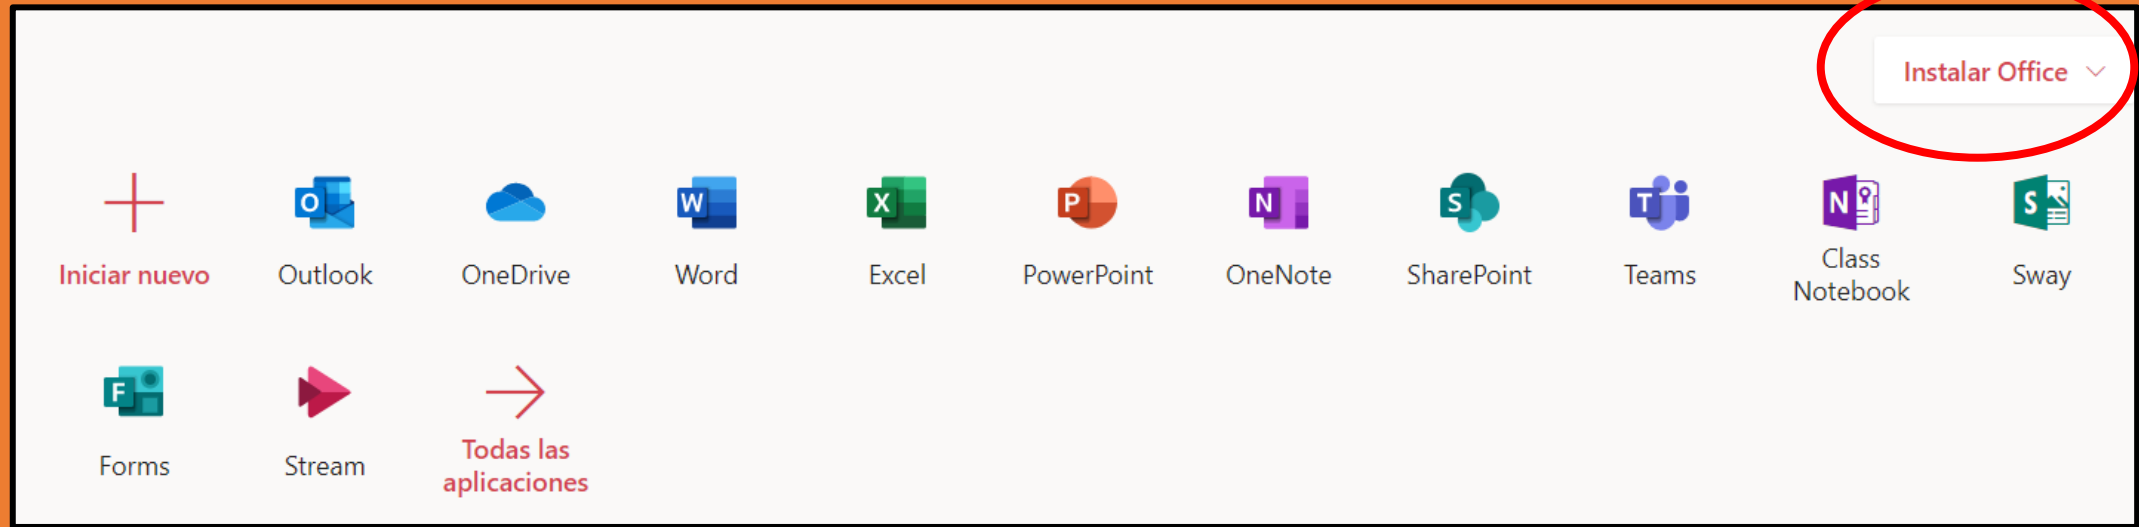 Instalar Office
Iniciar nuevo
Outlook
OneDrive
Word
Excel
PowerPoint
OneNote
SharePoint
Teams
Class
Notebook
Sway
Forms
Stream
Todas las
aplicaciones